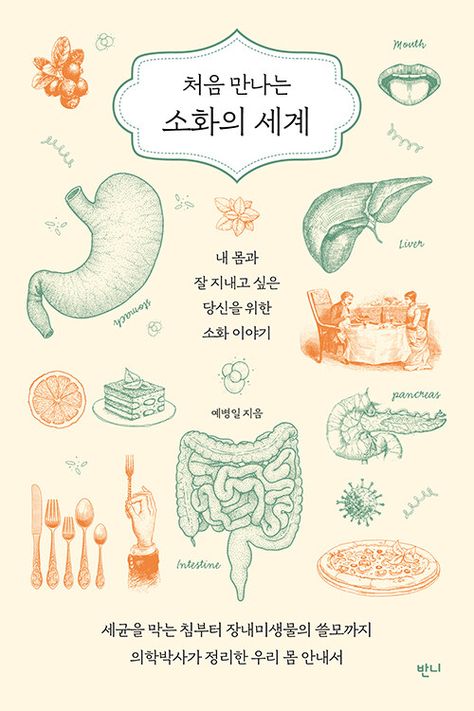 처음 만나는
소화의 세계
Mouth
Liver
stomach
내 몸과
잘 지내고 싶은
당신을 위한
소화 이야기
예병일 지음
pancreas
Intestine
세균을 막는 침부터 장내미생물의 쓸모까지
의학박사가 정리한 우리 몸 안내서
반니